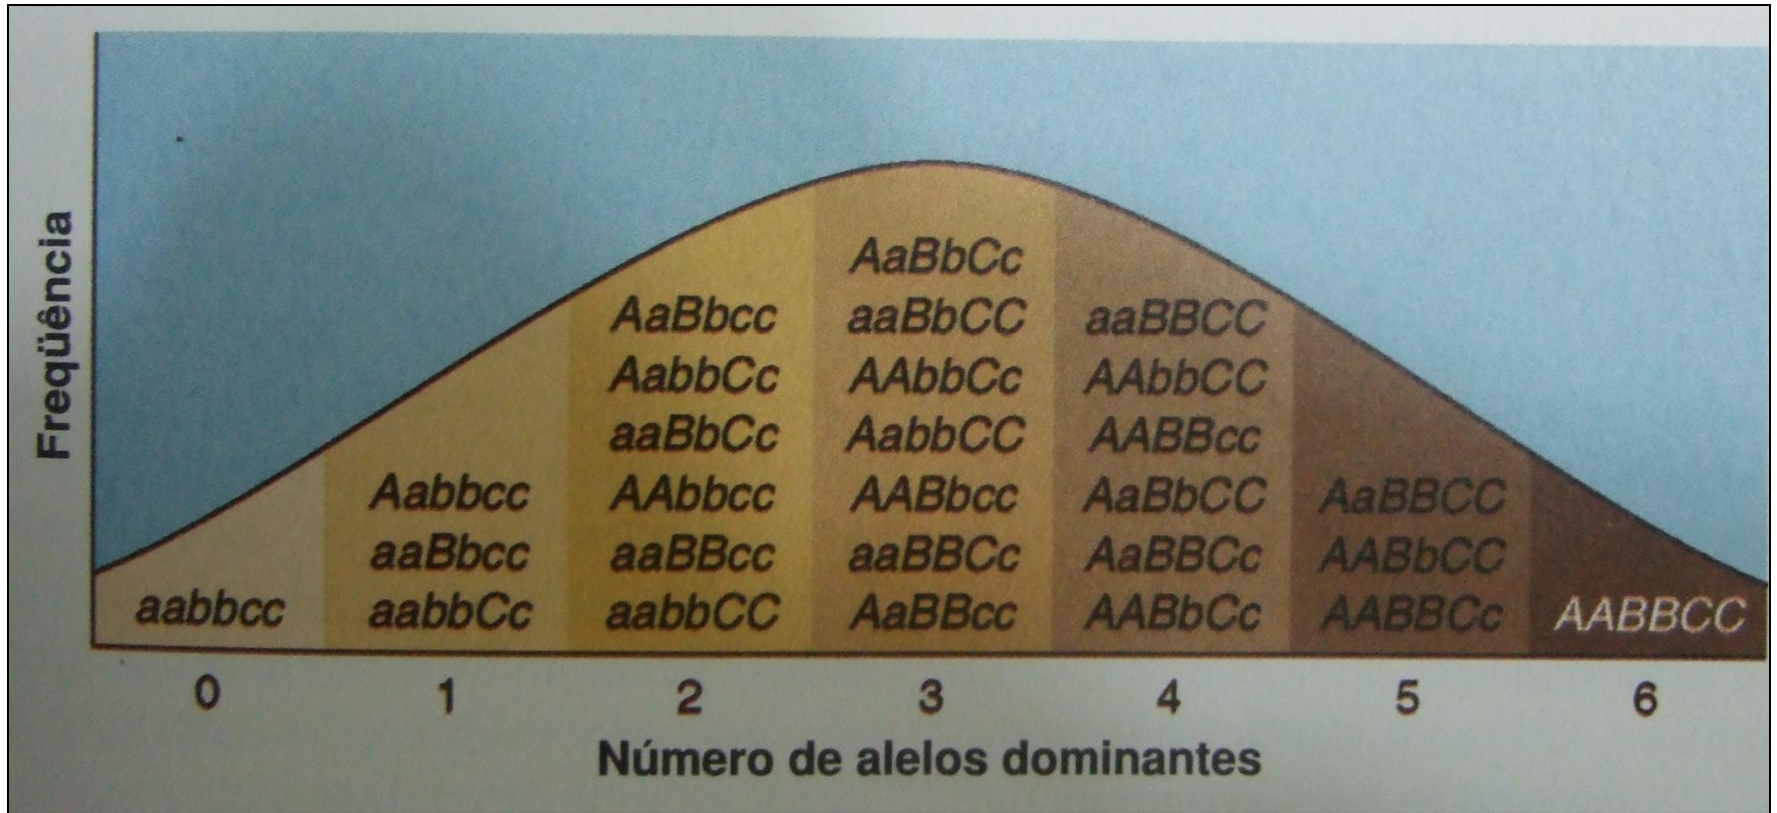 Freqüência
AaBbCc
AaBbcc aaBbCC aaBBCC
AabbCc AAbbCc AAbbCC
aaBbCc AabbCC AABBcc
Aabbcc AAbbcc AABbcc AaBbCC AaBBCC
aaBbcc aaBBcc aaBBCc AaBBCc AABbCC
aabbcc aabbCc aabbCC AaBBcc AABbCc AABBCc AABBCC
0 1 2 3 4 5 6
Número de alelos dominantes